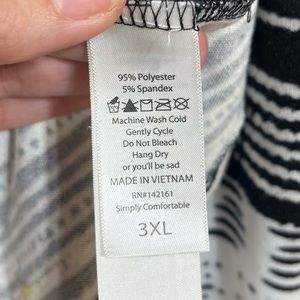 95% Polyester
5% Spandex
Machine Wash Cold
Gently Cycle
Do Not Bleach
Hang Dry
or you'll be sad
MADE IN VIETNAM
RN#142161
Simply Comfortable
3XL